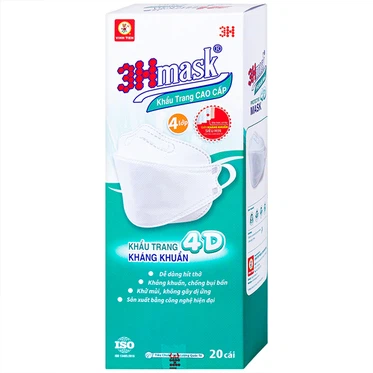 3H
3Hmask®
Khẩu Trang CAO CẤP
4 lớp
MASK 4D
KHẨU TRANG 4D
KHÁNG KHUẨN
Dễ dàng hít thở
Kháng khuẩn, chống bụi bẩn
Khử mùi, không gây dị ứng
Sản xuất bằng công nghệ hiện đại
ISO
20 cái